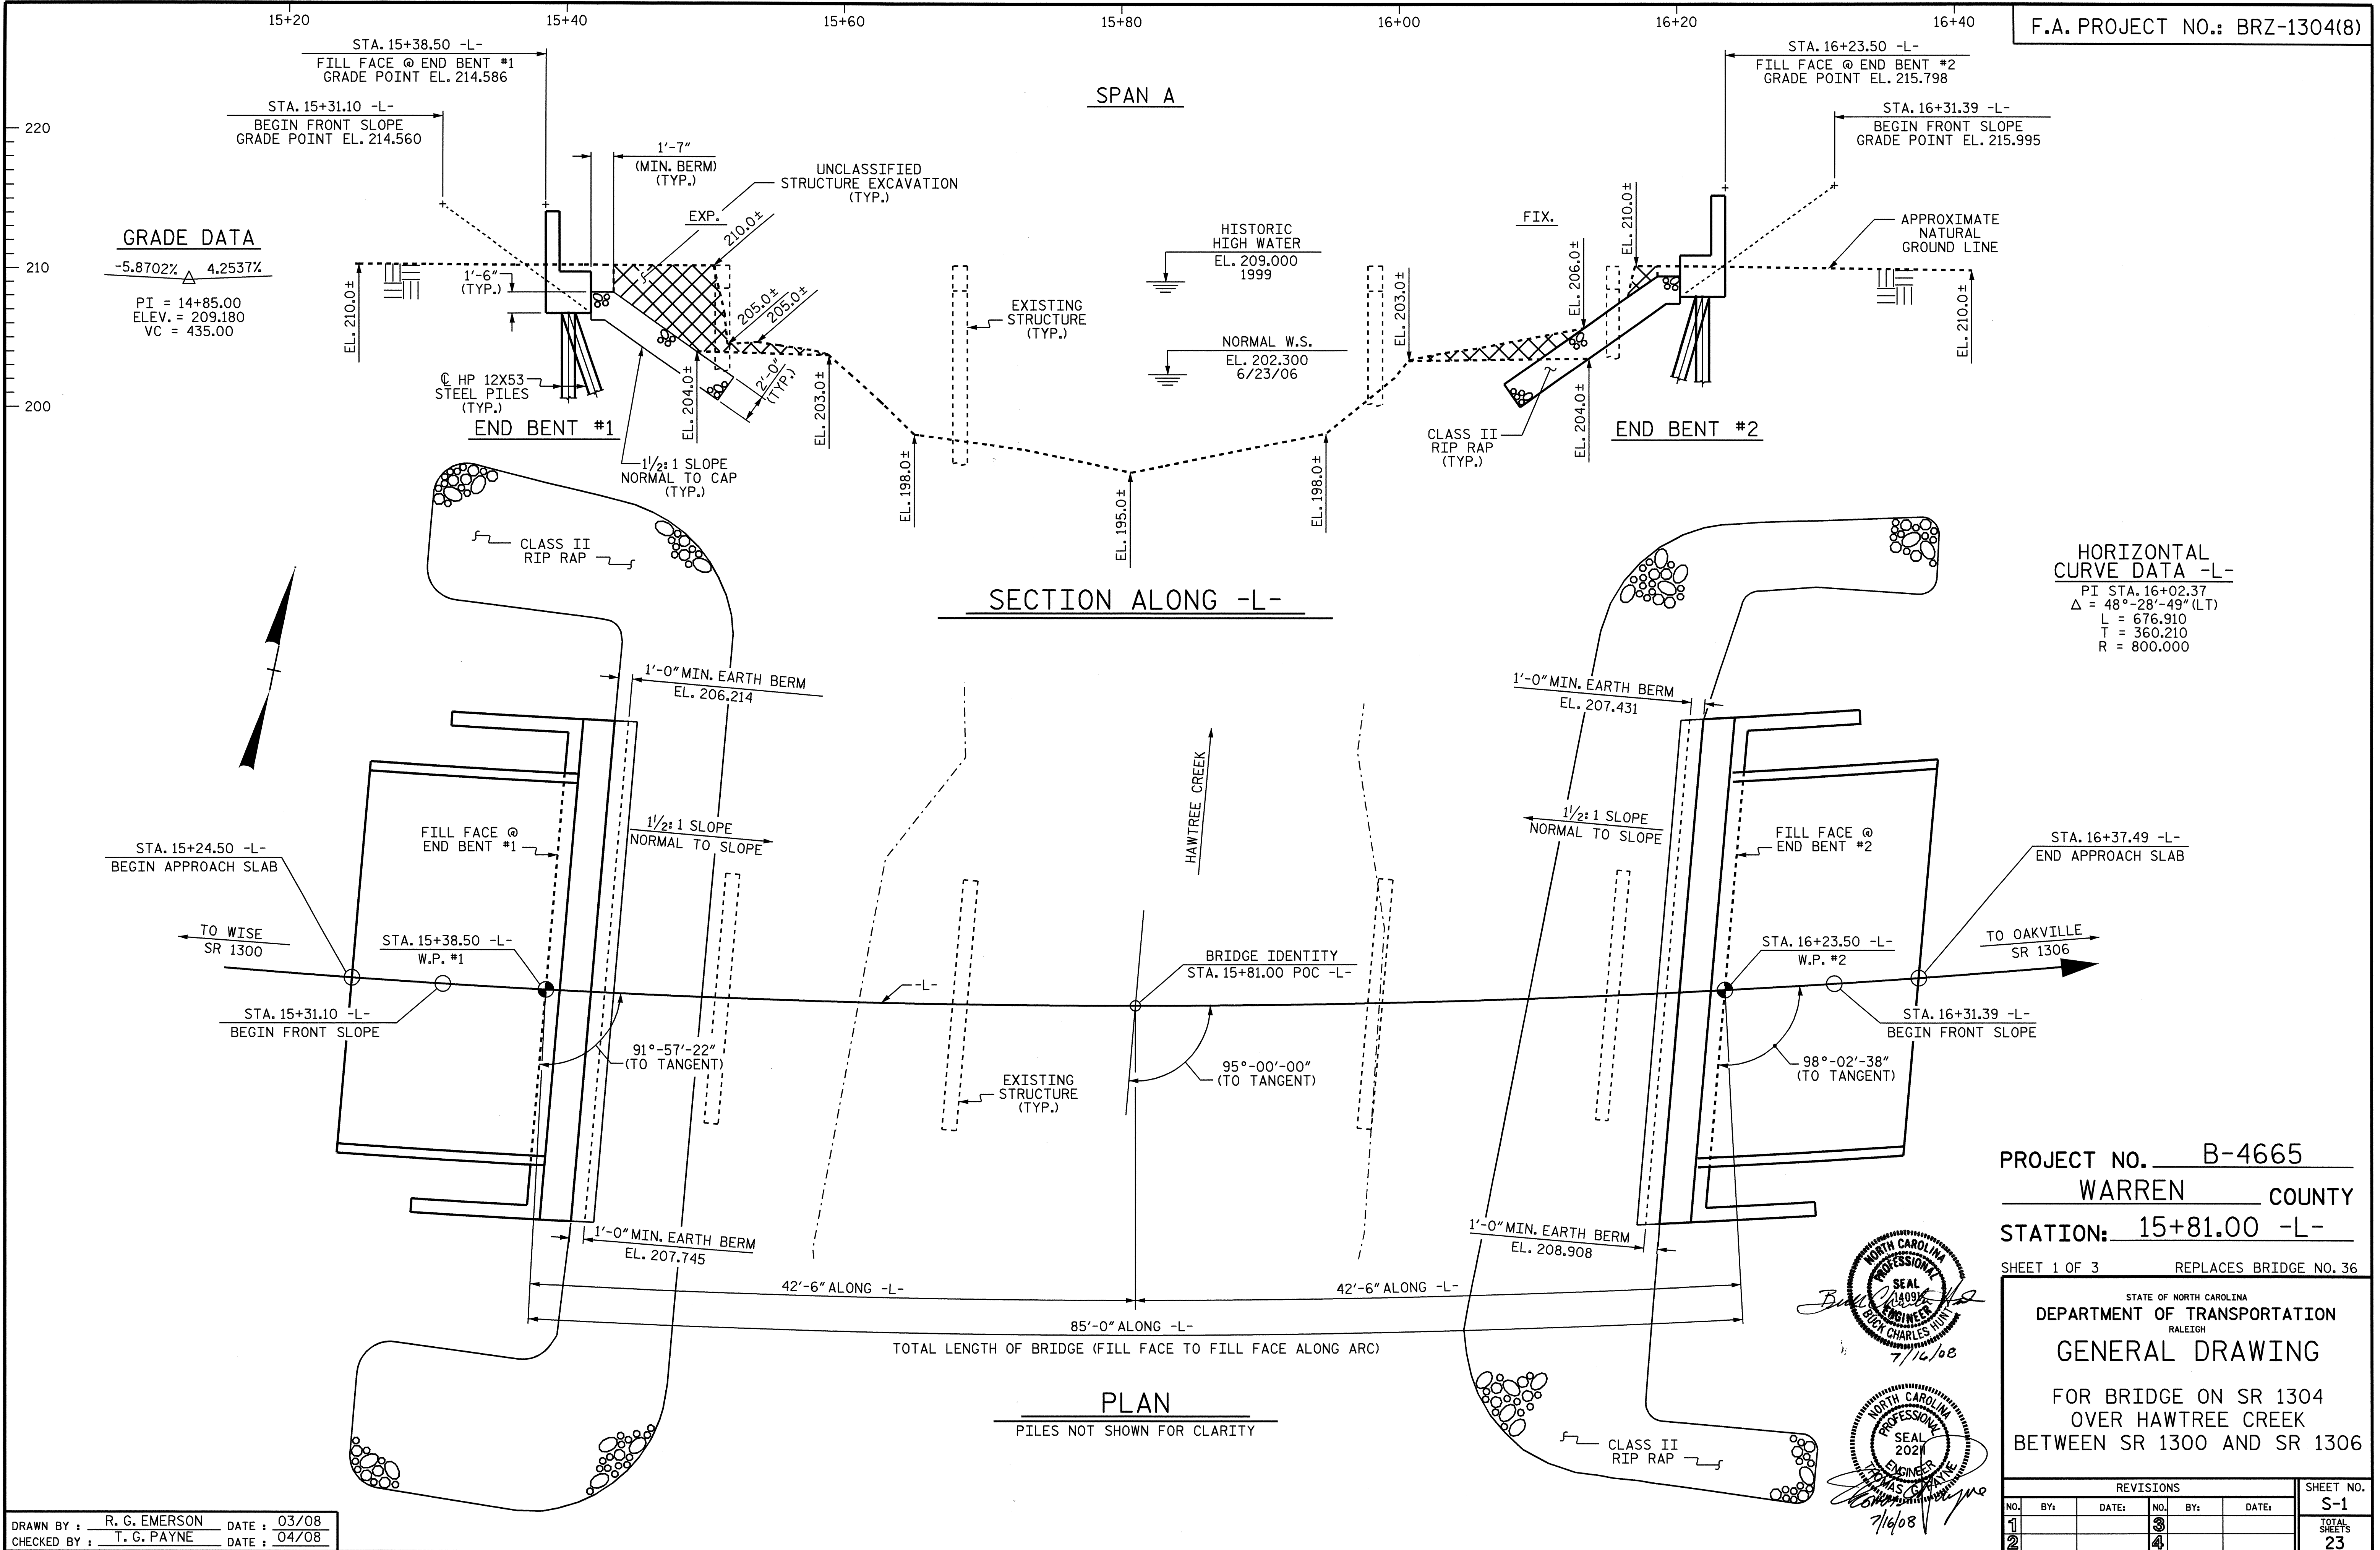 15+20
15+40
15+60
15+80
16+00
16+20
16+40
F.A. PROJECT NO.: BRZ-1304(8)
STA. 15+38.50 -L-
FILL FACE @ END BENT #1
GRADE POINT EL. 214.586
STA. 15+31.10 -L-
BEGIN FRONT SLOPE
GRADE POINT EL. 214.560
SPAN A
STA. 16+23.50 -L-
FILL FACE @ END BENT #2
GRADE POINT EL. 215.798
STA. 16+31.39 -L-
BEGIN FRONT SLOPE
GRADE POINT EL. 215.995
220
210
200
1'-7"
(MIN. BERM)
(TYP.)
UNCLASSIFIED
STRUCTURE EXCAVATION
(TYP.)
EXP.
210.0±
GRADE DATA
-5.8702% 4.2537%
PI = 14+85.00
ELEV. = 209.180
VC = 435.00
1'-6"
(TYP.)
EL. 210.0±
205.0±
205.0±
HISTORIC
HIGH WATER
EL. 209.000
1999
EXISTING
STRUCTURE
(TYP.)
NORMAL W.S.
EL. 202.300
6/23/06
FIX.
EL. 210.0±
EL. 206.0±
EL. 203.0±
APPROXIMATE
NATURAL
GROUND LINE
EL. 210.0±
℄ HP 12X53
STEEL PILES
(TYP.)
END BENT #1
EL. 204.0±
2'-0"
(TYP.)
EL. 203.0±
1½: 1 SLOPE
NORMAL TO CAP
(TYP.)
EL. 198.0±
EL. 195.0±
EL. 198.0±
CLASS II
RIP RAP
(TYP.)
EL. 204.0±
END BENT #2
CLASS II
RIP RAP
SECTION ALONG -L-
HORIZONTAL
CURVE DATA -L-
PI STA. 16+02.37
Δ = 48°-28'-49"(LT)
L = 676.910
T = 360.210
R = 800.000
1'-0" MIN. EARTH BERM
EL. 206.214
1'-0" MIN. EARTH BERM
EL. 207.431
HAWTREE CREEK
FILL FACE @
END BENT #1
1½: 1 SLOPE
NORMAL TO SLOPE
1½: 1 SLOPE
NORMAL TO SLOPE
FILL FACE @
END BENT #2
STA. 15+24.50 -L-
BEGIN APPROACH SLAB
STA. 16+37.49 -L-
END APPROACH SLAB
TO WISE
SR 1300
STA. 15+38.50 -L-
W.P. #1
BRIDGE IDENTITY
STA. 15+81.00 POC -L-
STA. 16+23.50 -L-
W.P. #2
TO OAKVILLE
SR 1306
-L-
STA. 15+31.10 -L-
BEGIN FRONT SLOPE
STA. 16+31.39 -L-
BEGIN FRONT SLOPE
91°-57'-22"
(TO TANGENT)
EXISTING
STRUCTURE
(TYP.)
95°-00'-00"
(TO TANGENT)
98°-02'-38"
(TO TANGENT)
1'-0" MIN. EARTH BERM
EL. 207.745
1'-0" MIN. EARTH BERM
EL. 208.908
42'-6" ALONG -L-
42'-6" ALONG -L-
85'-0" ALONG -L-
TOTAL LENGTH OF BRIDGE (FILL FACE TO FILL FACE ALONG ARC)
PLAN
PILES NOT SHOWN FOR CLARITY
CLASS II
RIP RAP
PROJECT NO. B-4665
WARREN COUNTY
STATION: 15+81.00 -L-
SHEET 1 OF 3 REPLACES BRIDGE NO. 36
NORTH CAROLINA
PROFESSIONAL
SEAL
14091
ENGINEER
BUCK CHARLES HUNT
7/16/08
NORTH CAROLINA
PROFESSIONAL
SEAL
ENGINEER
THOMAS G. PAYNE
7/16/08
STATE OF NORTH CAROLINA
DEPARTMENT OF TRANSPORTATION
RALEIGH
GENERAL DRAWING
FOR BRIDGE ON SR 1304
OVER HAWTREE CREEK
BETWEEN SR 1300 AND SR 1306
REVISIONS
NO. BY: DATE: NO. BY: DATE:
1 3
2 4
SHEET NO.
S-1
TOTAL
SHEETS
23
DRAWN BY : R. G. EMERSON DATE : 03/08
CHECKED BY : T. G. PAYNE DATE : 04/08